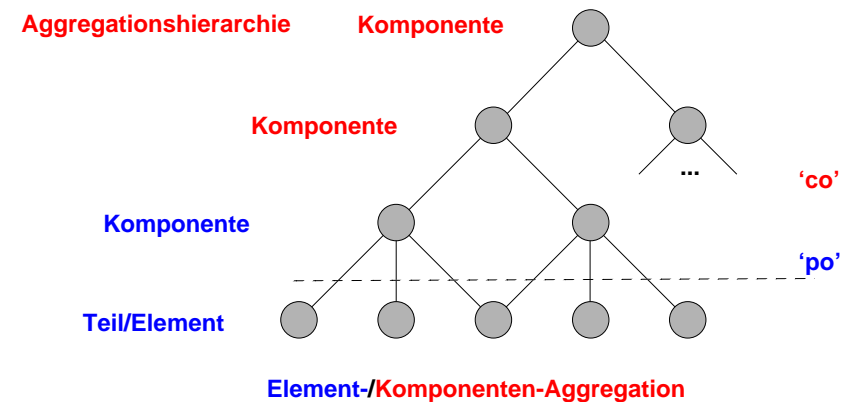 Aggregationshierarchie Komponente
Komponente
...
‘co’
Komponente
‘po’
Teil/Element
Element-/Komponenten-Aggregation